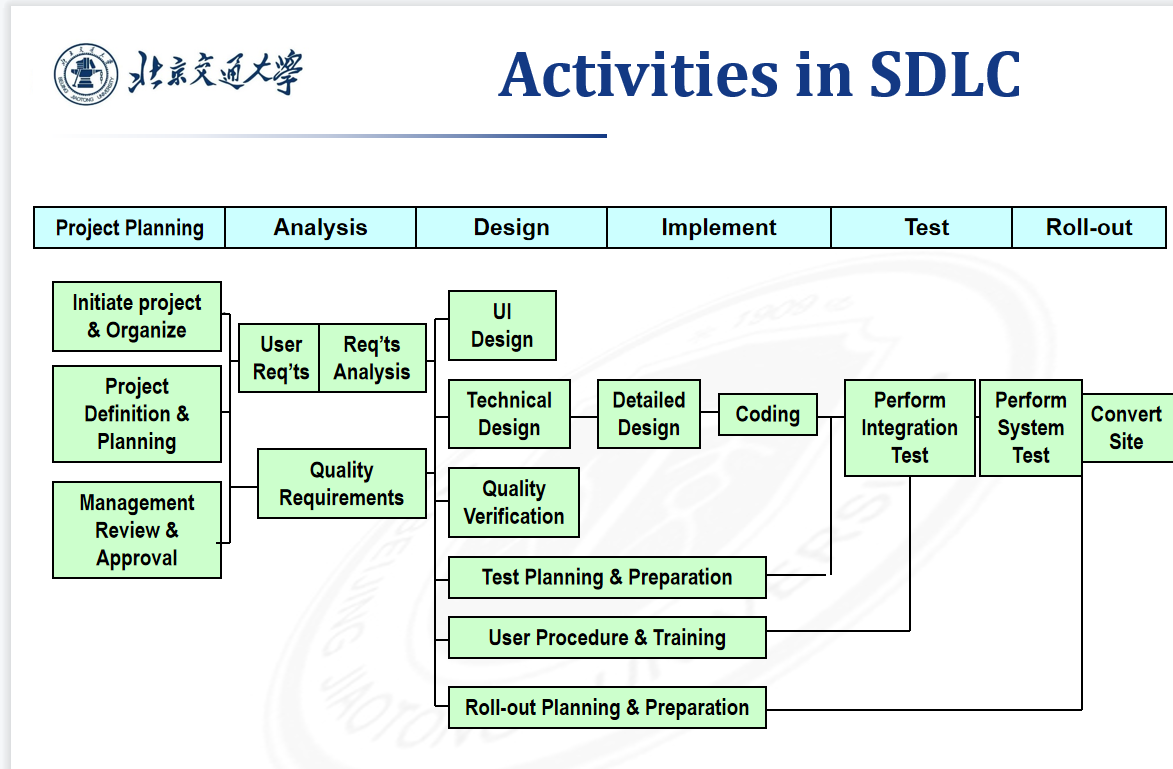 北京交通大学
Activities in SDLC
Project Planning
Analysis
Design
Implement
Test
Roll-out
Initiate project
& Organize
Project
Definition &
Planning
Management
Review &
Approval
User
Req'ts
Req'ts
Analysis
Quality
Requirements
UI
Design
Technical
Design
Detailed
Design
Coding
Quality
Verification
Test Planning & Preparation
User Procedure & Training
Roll-out Planning & Preparation
Perform
Integration
Test
Perform
System
Test
Convert
Site